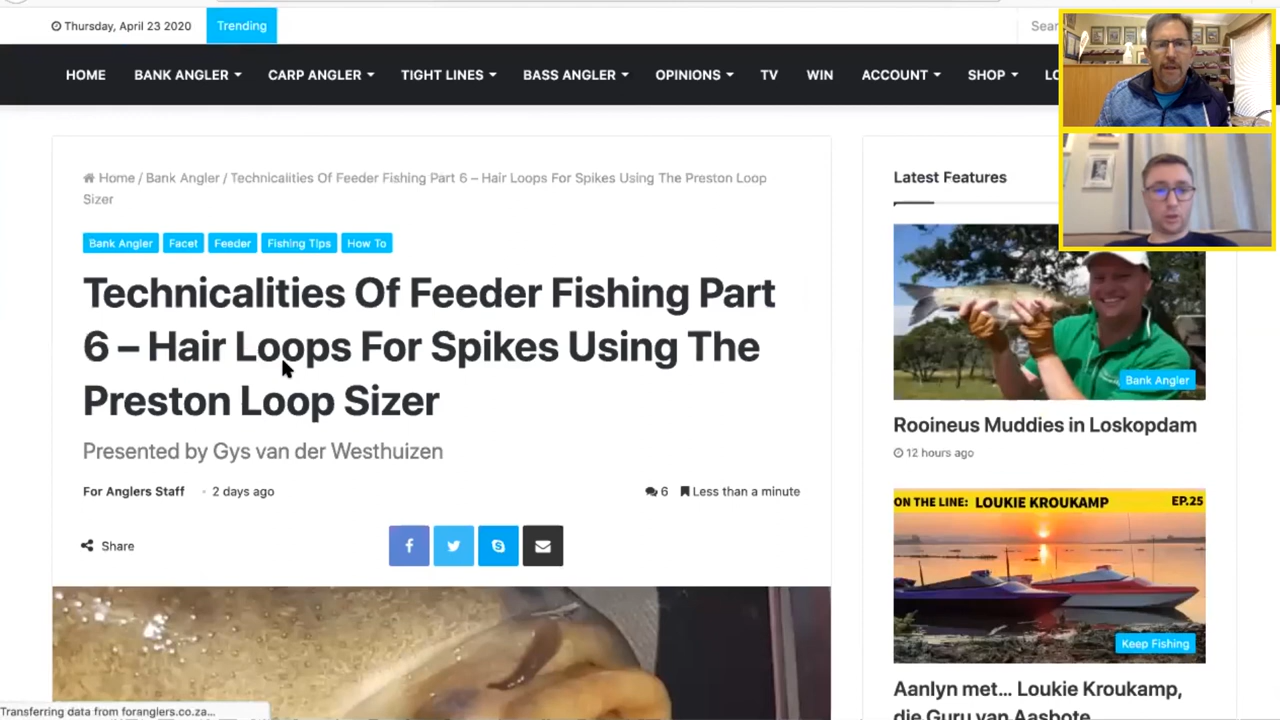 Thursday, April 23 2020
Trending
Sear
HOME
BANK ANGLER
CARP ANGLER
TIGHT LINES
BASS ANGLER
OPINIONS
TV
WIN
ACCOUNT
SHOP
LO
Home / Bank Angler / Technicalities Of Feeder Fishing Part 6 – Hair Loops For Spikes Using The Preston Loop
Sizer
Bank Angler
Facet
Feeder
Fishing Tips
How To
Technicalities Of Feeder Fishing Part
6 – Hair Loops For Spikes Using The
Preston Loop Sizer
Presented by Gys van der Westhuizen
For Anglers Staff
2 days ago
6
Less than a minute
Share
Latest Features
Bank Angler
Rooineus Muddies in Loskopdam
12 hours ago
ON THE LINE: LOUKIE KROUKAMP
EP.25
Keep Fishing
Aanlyn met... Loukie Kroukamp,
die Guru van Aasbote
Transferring data from foranglers.co.za...